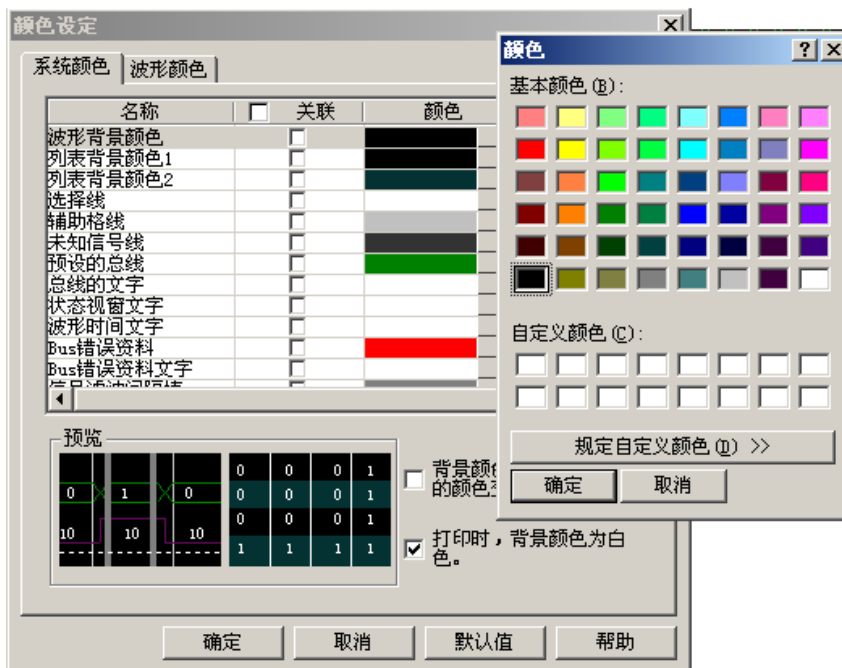 颜色设定
系统颜色 波形颜色
名称 关联 颜色
波形背景颜色
列表背景颜色1
列表背景颜色2
选择线
辅助格线
未知信号线
预设的总线
总线的文字
状态视窗文字
波形时间文字
Bus错误资料
Bus错误资料文字
预览
0 1 0
10 10 10
0 0 0 1
0 0 0 1
0 0 0 1
1 1 1 1
背景颜
的颜色
打印时，背景颜色为白
色。
确定 取消 默认值 帮助
颜色
基本颜色(B):
自定义颜色(C):
规定自定义颜色(D) >>
确定 取消